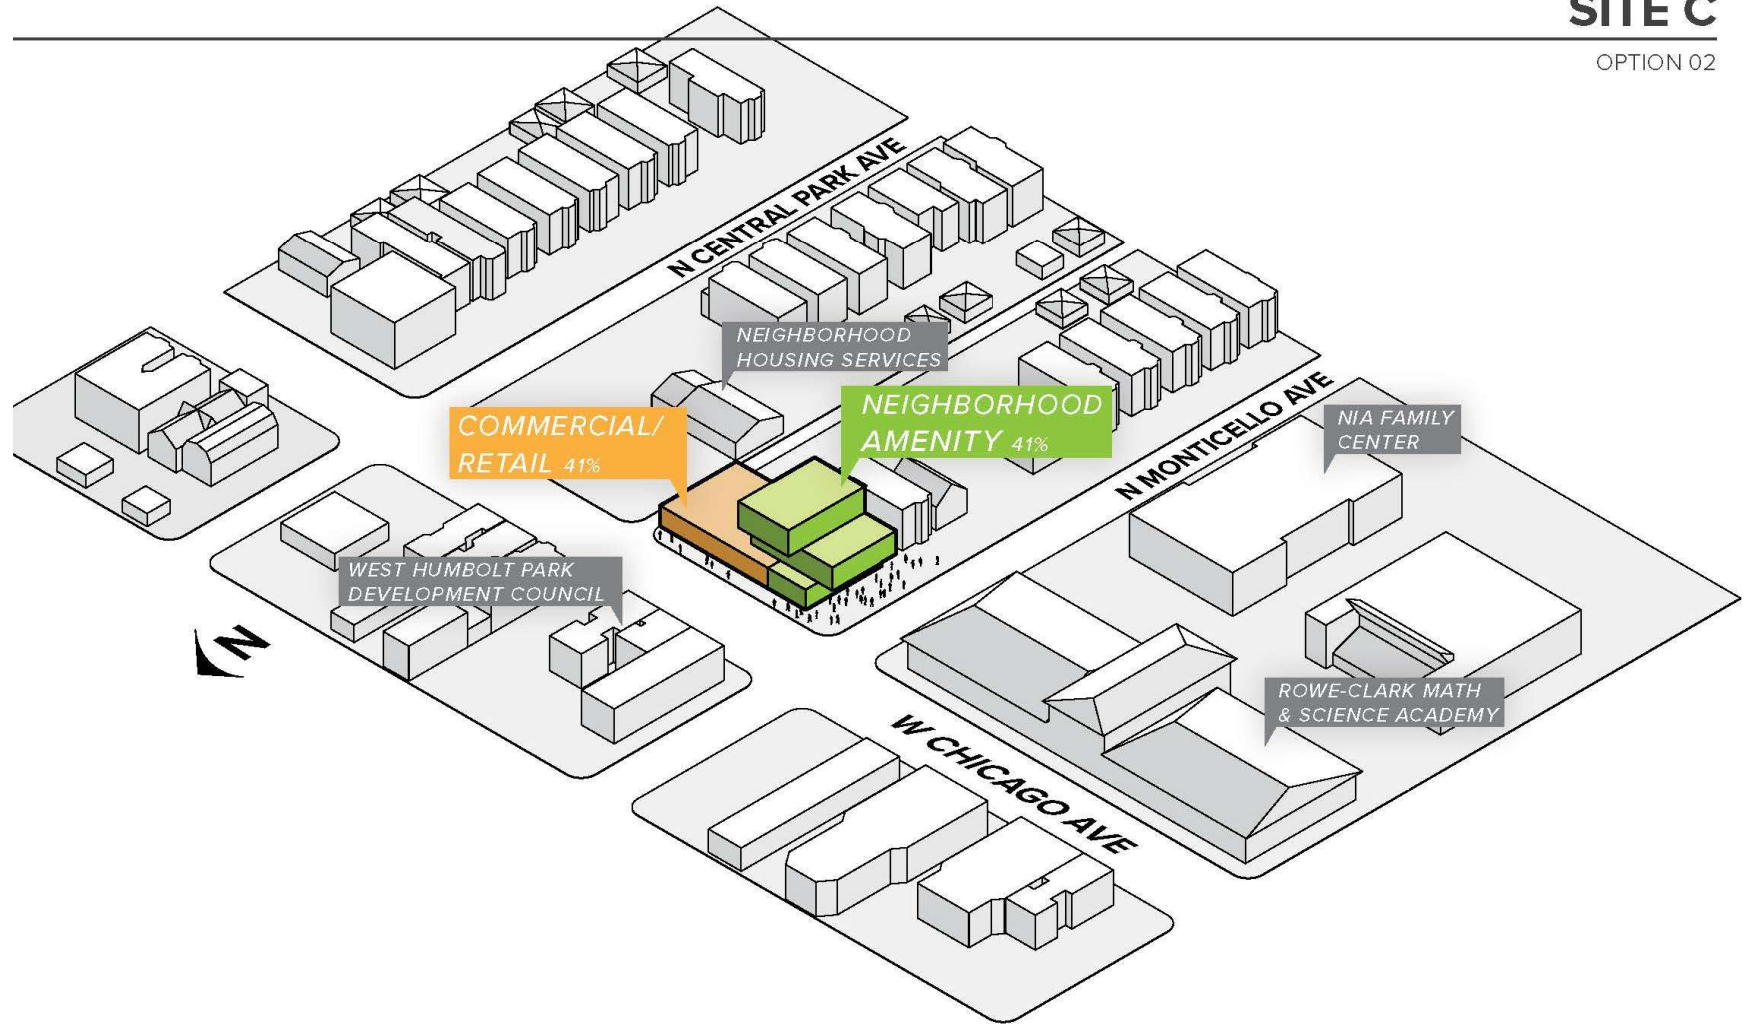 SITE C
OPTION 02
N CENTRAL PARK AVE
NEIGHBORHOOD
HOUSING SERVICES
COMMERCIAL/
RETAIL 41%
NEIGHBORHOOD
AMENITY 41%
N MONTICELLO AVE
NIA FAMILY
CENTER
WEST HUMBOLT PARK
DEVELOPMENT COUNCIL
N
ROWE-CLARK MATH
& SCIENCE ACADEMY
W CHICAGO AVE